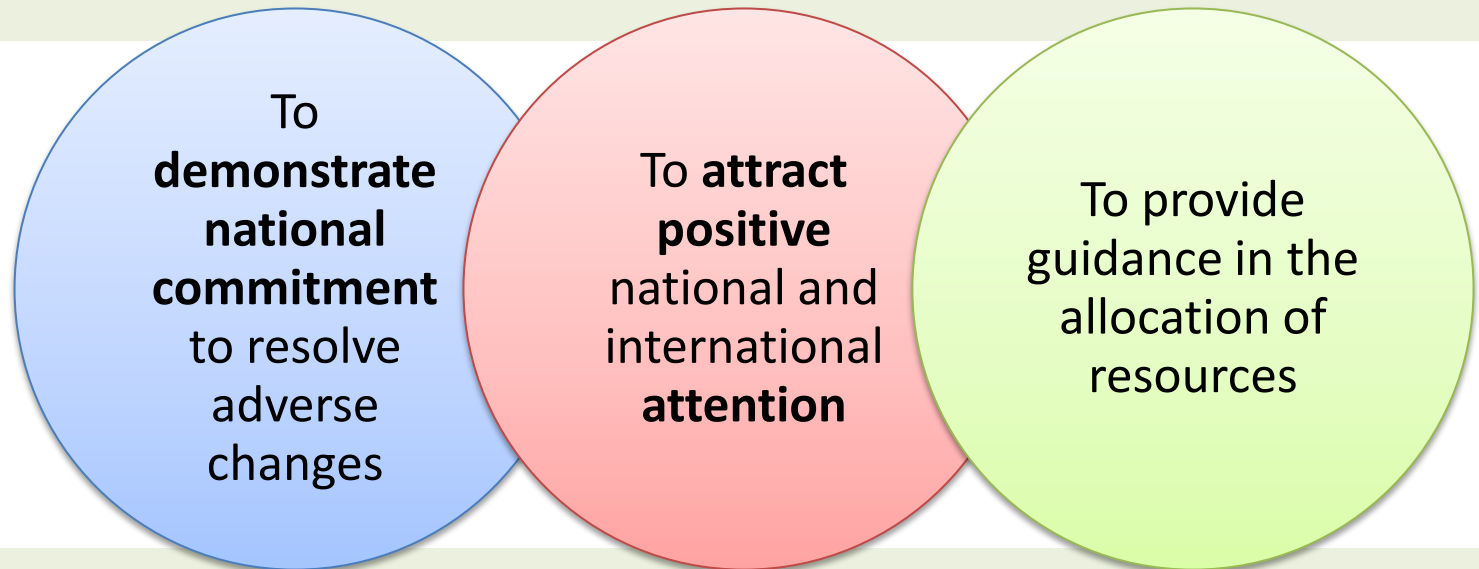 To
demonstrate
national
commitment
to resolve
adverse
changes
To attract
positive
national and
international
attention
To provide
guidance in the
allocation of
resources